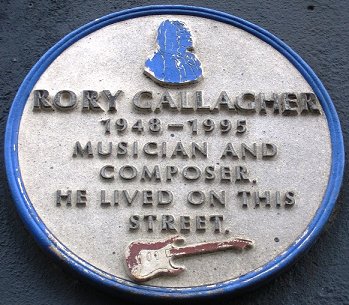 RORY GALLAGHER
1948-1995
MUSICIAN AND
COMPOSER.
HE LIVED ON THIS
STREET.